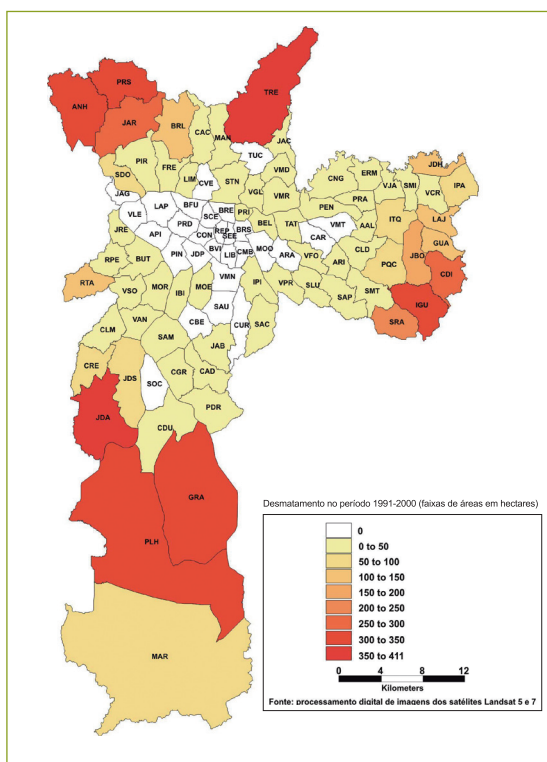 PRS
TRE
ANH
JAR
BRL
CAC
MAN
JAC
TUC
PIR
FRE
SDO
LIM
CVE
STN
VMD
CNG
ERM
JDH
VJA
SMI
VCR
IPA
JAG
LAP
BFU
VGL
VMR
PEN
PRA
VLE
SCE
BRE
PRI
BEL
TAT
AAL
ITQ
LAJ
PRD
REP
BRS
CAR
VMT
JRE
API
CON
SEE
MOO
GUA
PIN
JDP
BVI
LIB
CMB
ARA
VFO
ARI
CLD
PQC
JBO
CDI
RPE
BUT
VMN
RTA
VSO
MOR
IBI
MOE
IPI
VPR
SLU
SAP
SMT
IGU
SAU
CLM
VAN
CBE
CUR
SAC
SRA
SAM
JAB
CRE
JDS
SOC
CGR
CAD
JDA
PDR
CDU
GRA
PLH
MAR
Desmatamento no período 1991-2000 (faixas de áreas em hectares)
0
0 to 50
50 to 100
100 to 150
150 to 200
200 to 250
250 to 300
300 to 350
350 to 411
0 4 8 12
Kilometers
Fonte: processamento digital de imagens dos satélites Landsat 5 e 7